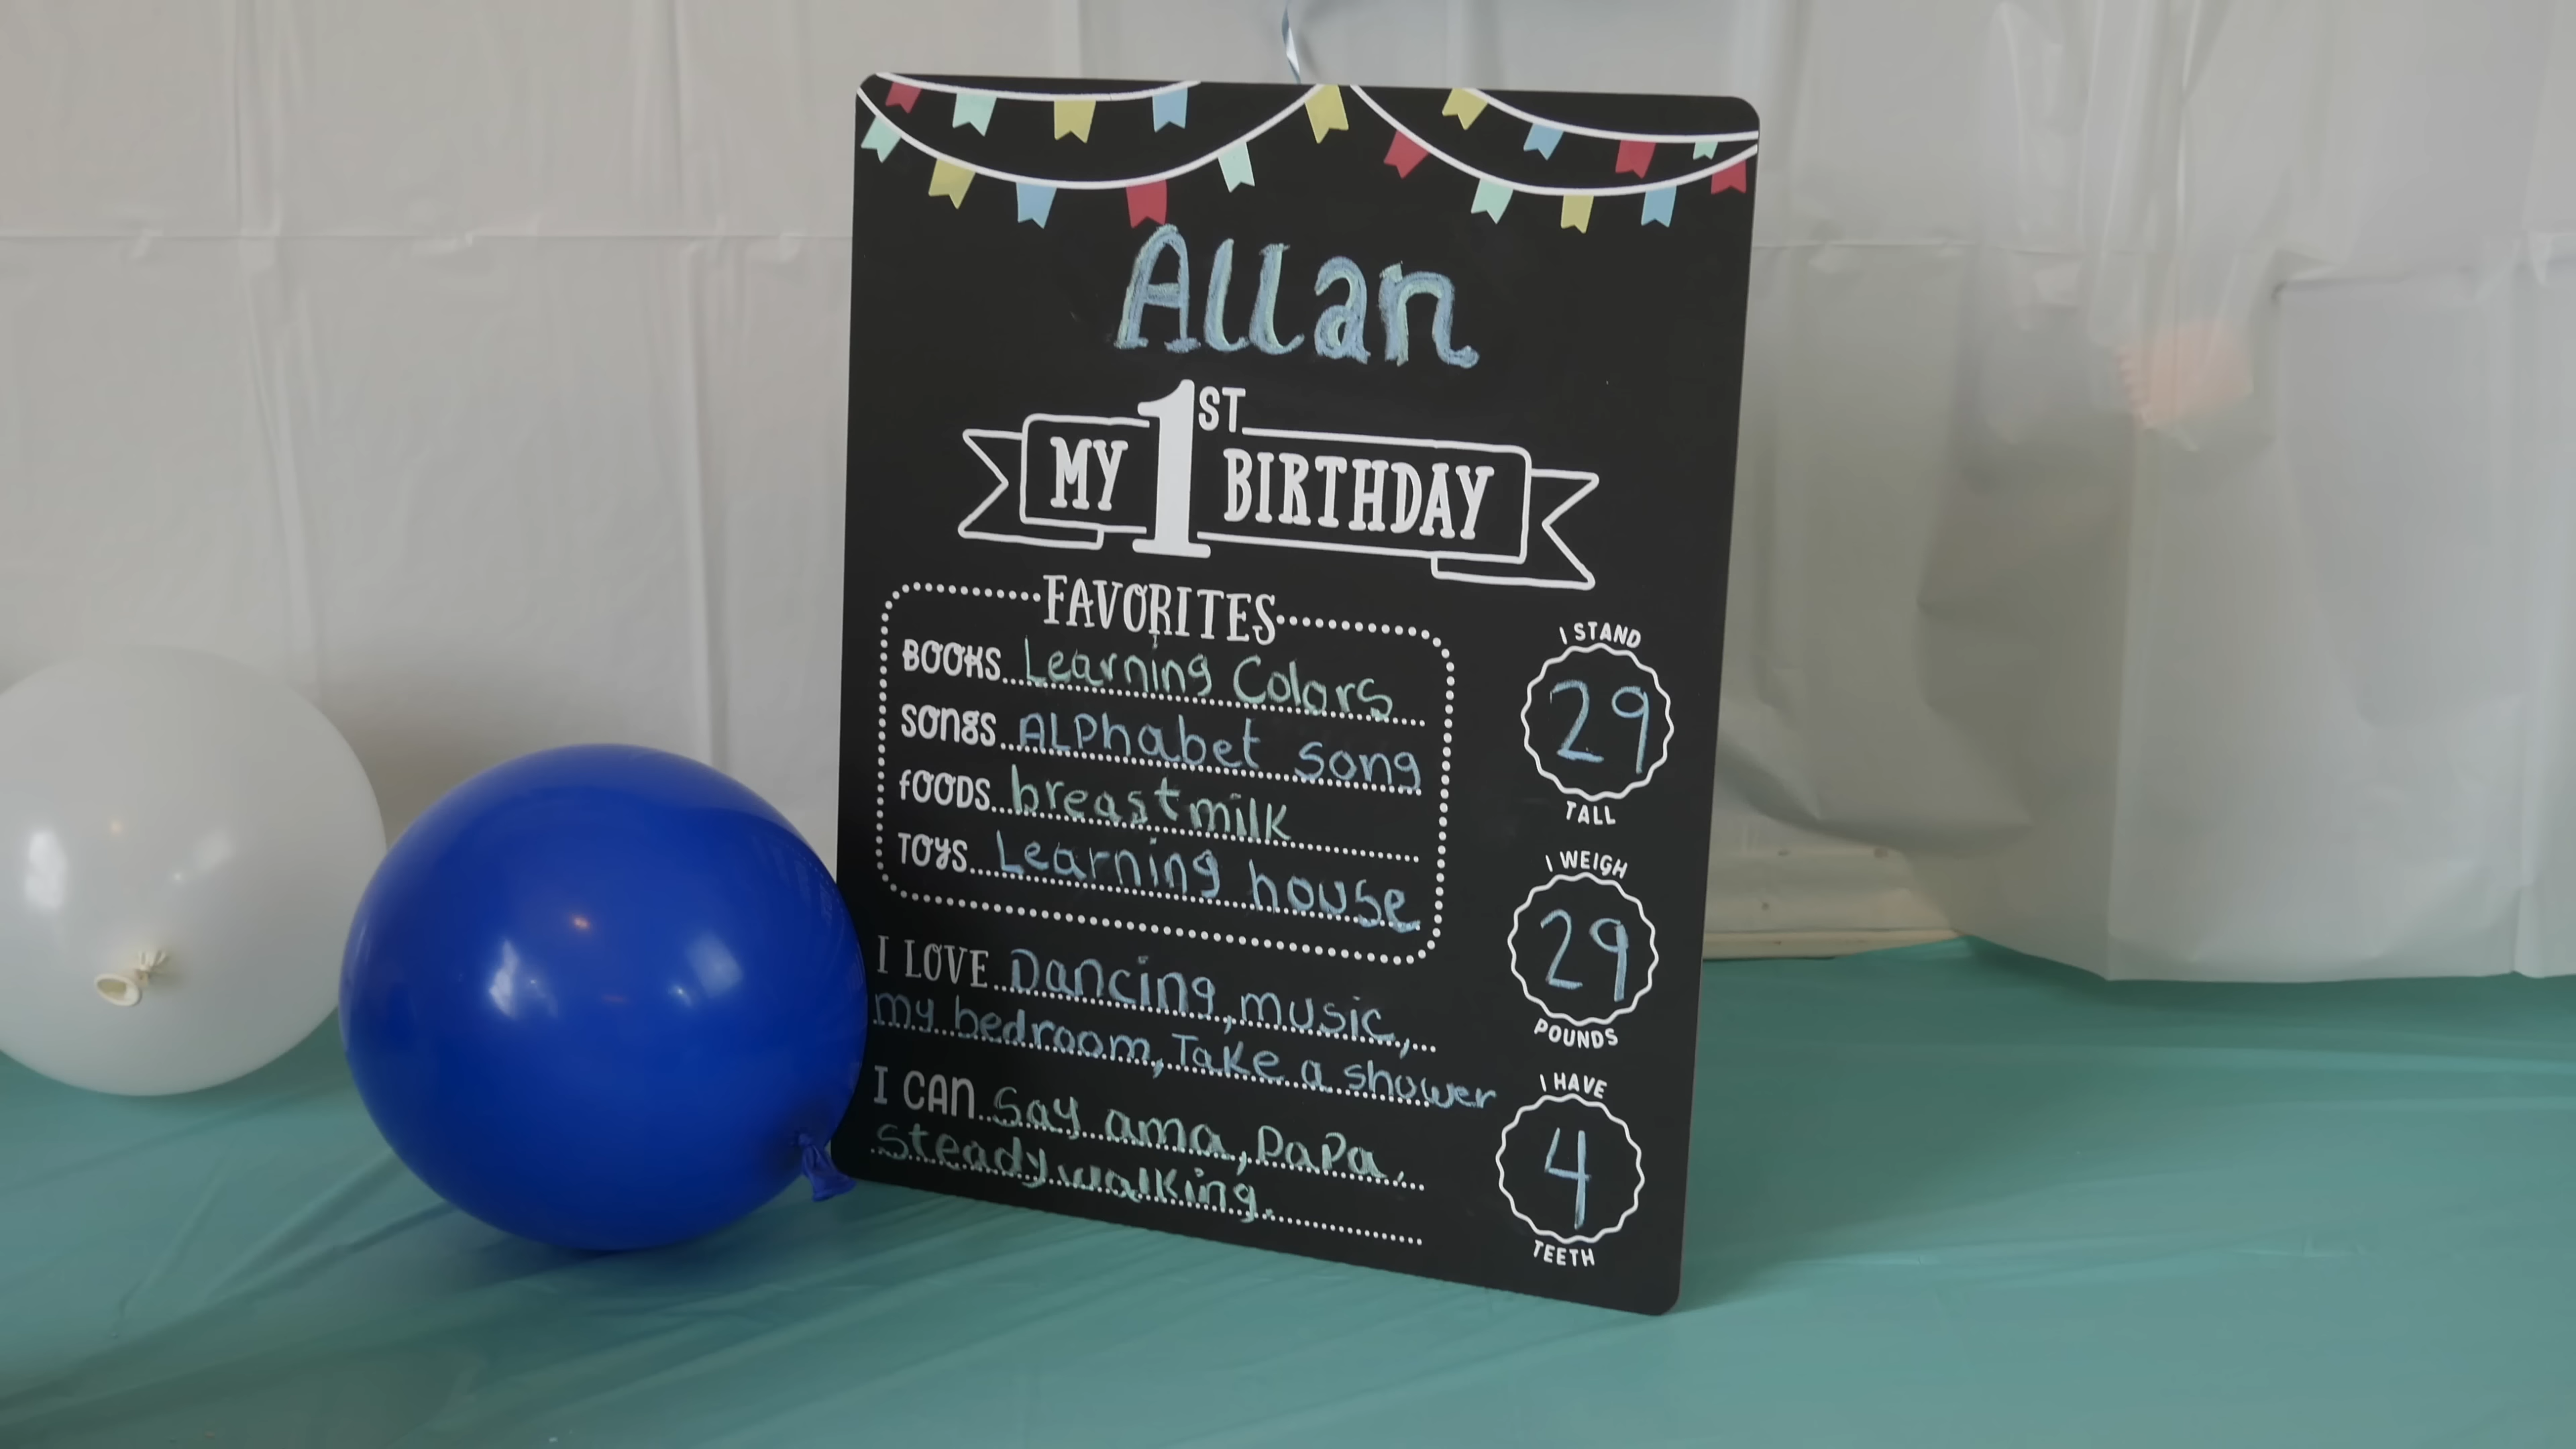 Allan
MY 1ST BIRTHDAY
FAVORITES
BOOKS Learning Colors
SONGS ALPhabet song
FOODS breastmilk
TOYS Learning house
I LOVE Dancing, music,
my bedroom, Take a shower
I CAN Say ama, PaPa,
Steady walking.
I STAND
29
TALL
I WEIGH
29
POUNDS
I HAVE
4
TEETH